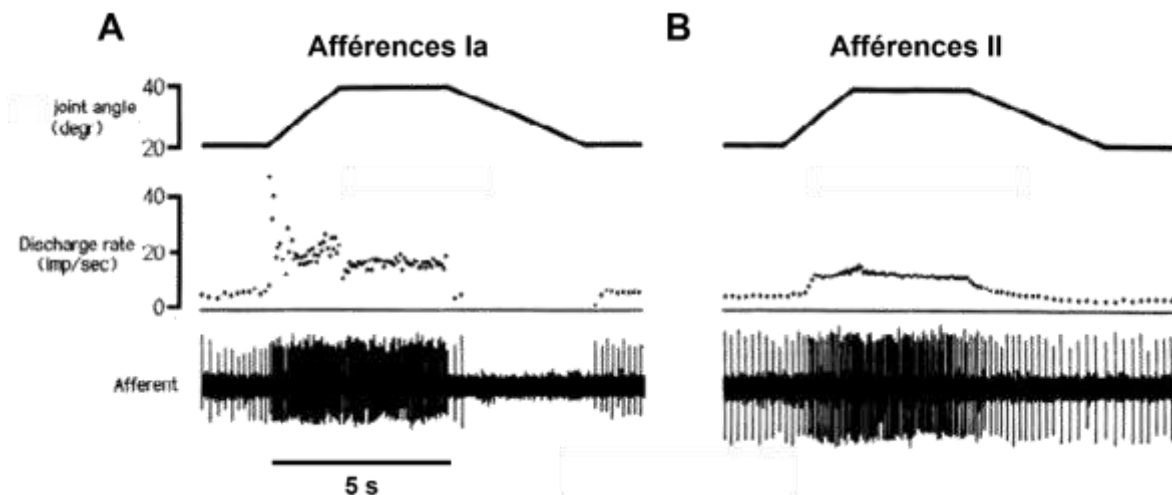 A
Afférences Ia
B
Afférences II
joint angle
(degr)
40
20
Discharge rate
(imp/sec)
40
20
0
Afferent
5 s